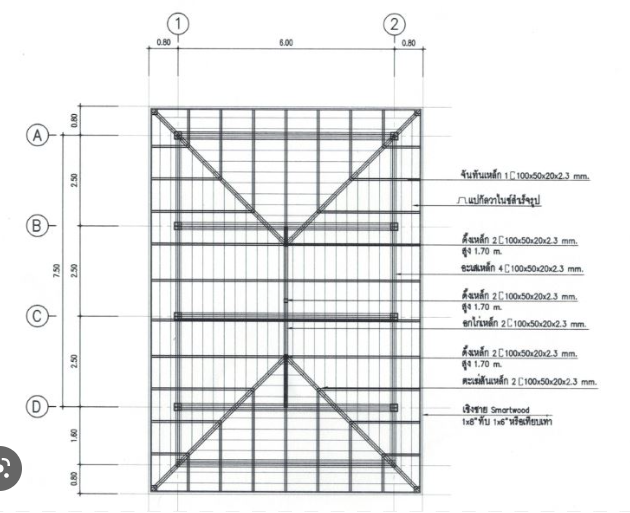 1
2
0.80
6.00
0.80
0.80
A
2.50
B
7.50
2.50
C
2.50
D
1.60
0.80
จันทันเหล็ก 1[100x50x20x2.3 mm.
แปกัลวาไนซ์สำเร็จรูป
ดั้งเหล็ก 2[100x50x20x2.3 mm.
สูง 1.70 m.
อะเสเหล็ก 4[100x50x20x2.3 mm.
ดั้งเหล็ก 2[100x50x20x2.3 mm.
สูง 1.70 m.
อกไก่เหล็ก 2[100x50x20x2.3 mm.
ดั้งเหล็ก 2[100x50x20x2.3 mm.
สูง 1.70 m.
ตะเฆ่สันเหล็ก 2[100x50x20x2.3 mm.
เชิงชาย Smartwood
1x8"ทับ 1x6"หรือเทียบเท่า